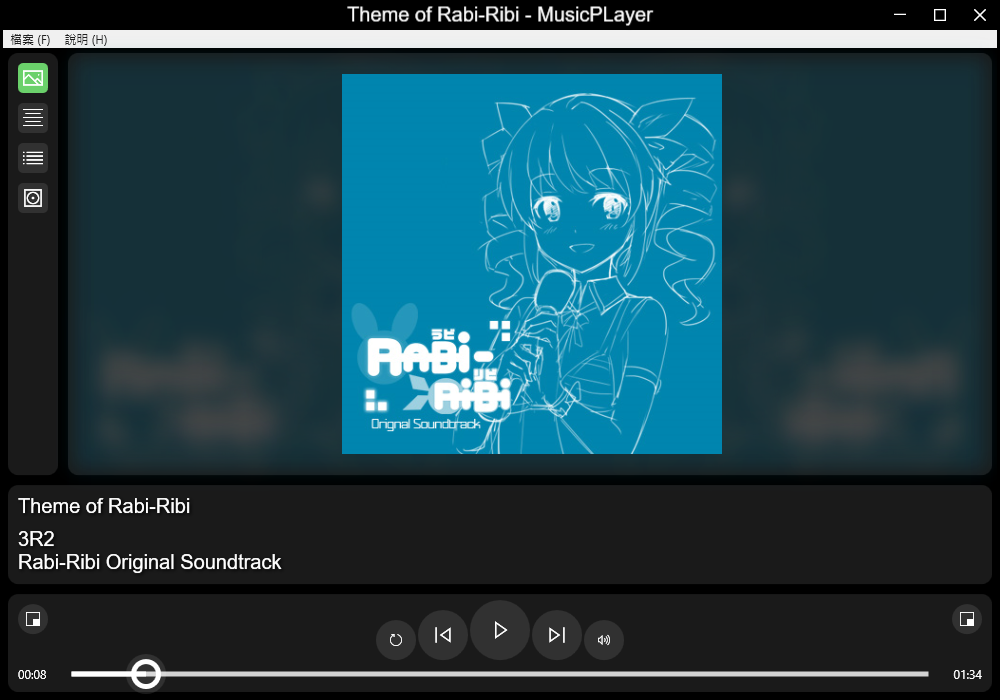 Theme of Rabi-Ribi - MusicPLayer
檔案 (F) 說明 (H)
ラビ
RABI-
リビ
RiBi
Original Soundtrack
Theme of Rabi-Ribi
3R2
Rabi-Ribi Original Soundtrack
00:08
01:34